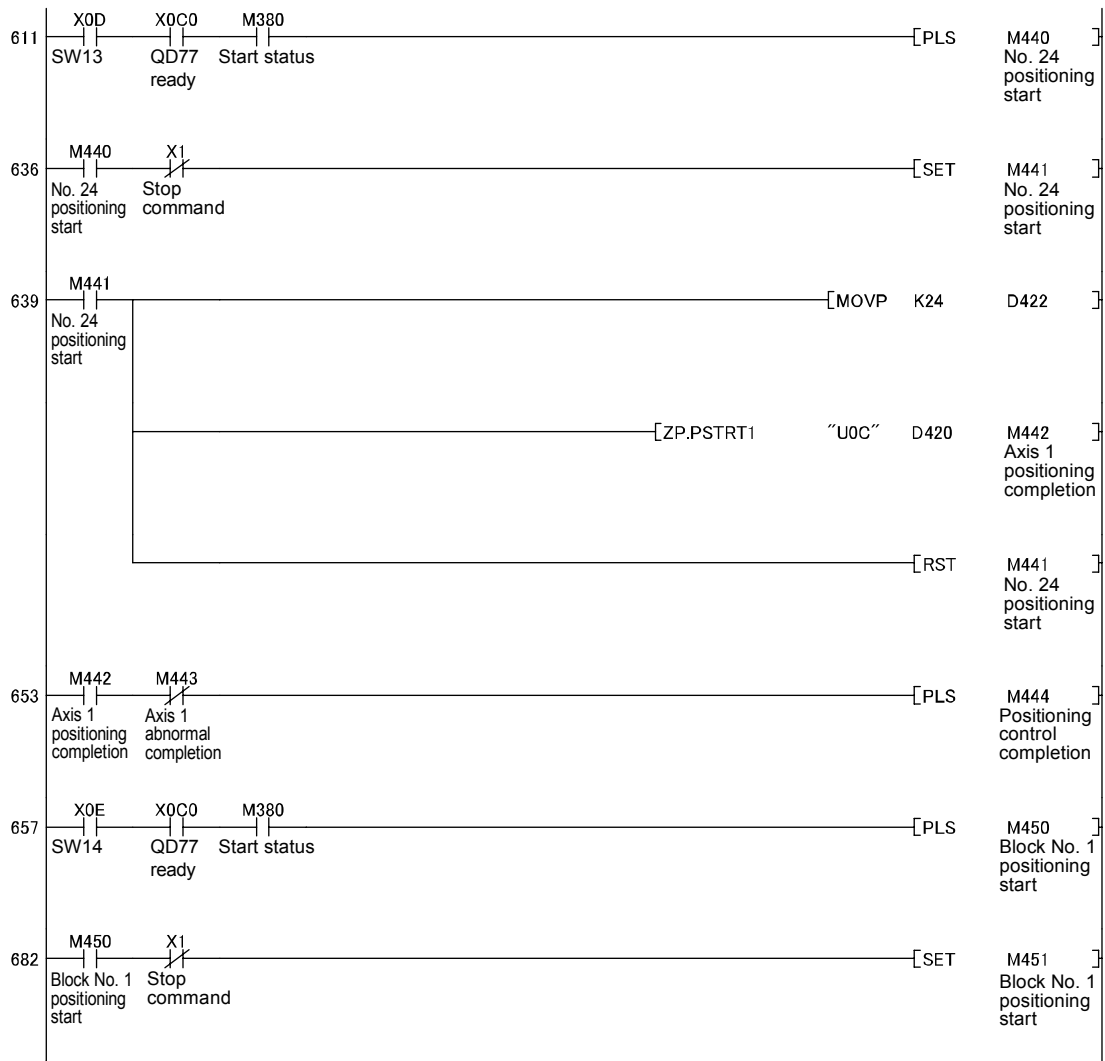 X0D X0C0 M380
611 [PLS M440 ]
SW13 QD77 Start status No. 24
ready positioning
start
M440 X1
636 [SET M441 ]
No. 24 Stop No. 24
positioning command positioning
start start
M441
639 [MOVP K24 D422 ]
No. 24
positioning
start
[ZP.PSTRT1 "U0C" D420 M442 ]
Axis 1
positioning
completion
[RST M441 ]
No. 24
positioning
start
M442 M443
653 [PLS M444 ]
Axis 1 Axis 1 Positioning
positioning abnormal control
completion completion completion
X0E X0C0 M380
657 [PLS M450 ]
SW14 QD77 Start status Block No. 1
ready positioning
start
M450 X1
682 [SET M451 ]
Block No. 1 Stop Block No. 1
positioning command positioning
start start